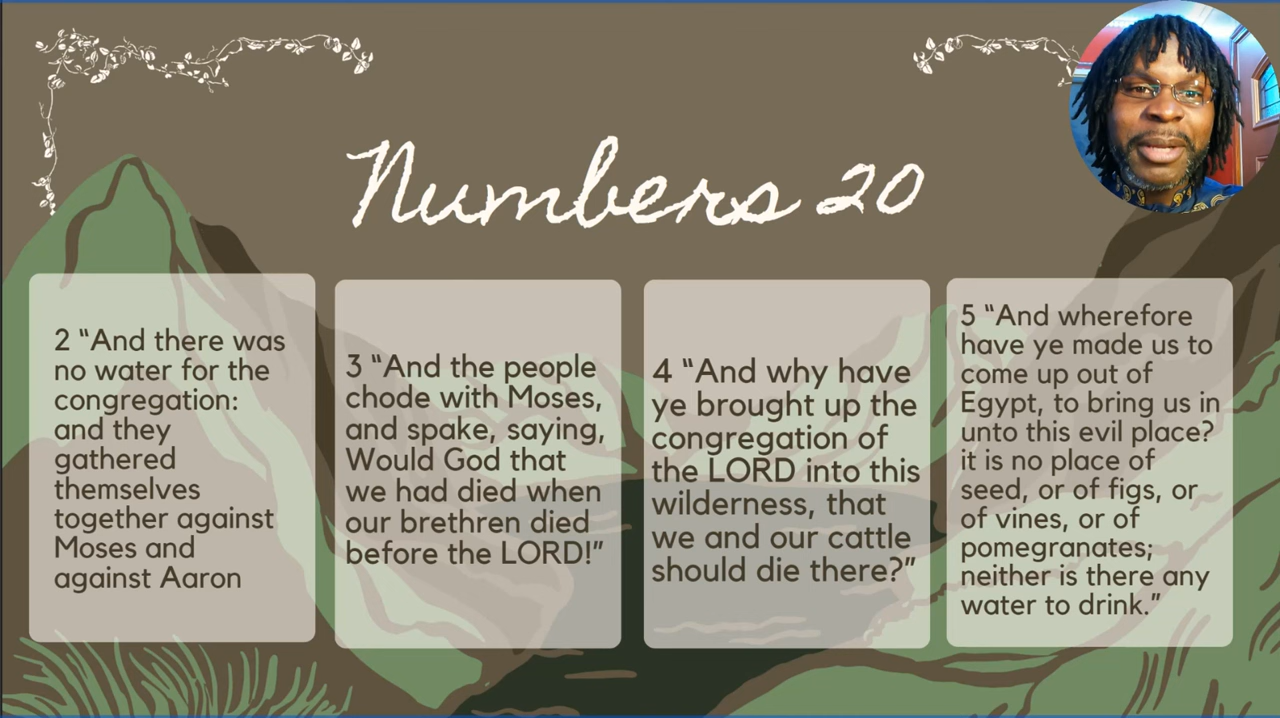 Numbers 20
2 “And there was
no water for the
congregation:
and they
gathered
themselves
together against
Moses and
against Aaron
3 “And the people
chode with Moses,
and spake, saying,
Would God that
we had died when
our brethren died
before the LORD!”
4 “And why have
ye brought up the
congregation of
the LORD into this
wilderness, that
we and our cattle
should die there?”
5 “And wherefore
have ye made us to
come up out of
Egypt, to bring us in
unto this evil place?
it is no place of
seed, or of figs, or
of vines, or of
pomegranates;
neither is there any
water to drink.”